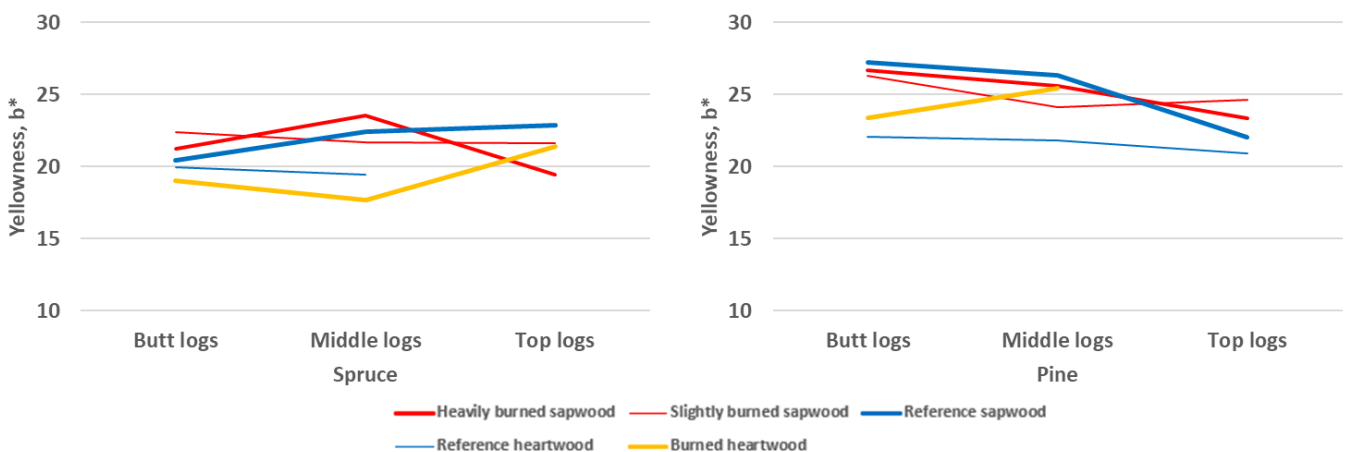 Yellowness, b*
30
25
20
15
10
Butt logs Middle logs Top logs
Spruce
Yellowness, b*
30
25
20
15
10
Butt logs Middle logs Top logs
Pine
Heavily burned sapwood Slightly burned sapwood Reference sapwood
Reference heartwood Burned heartwood